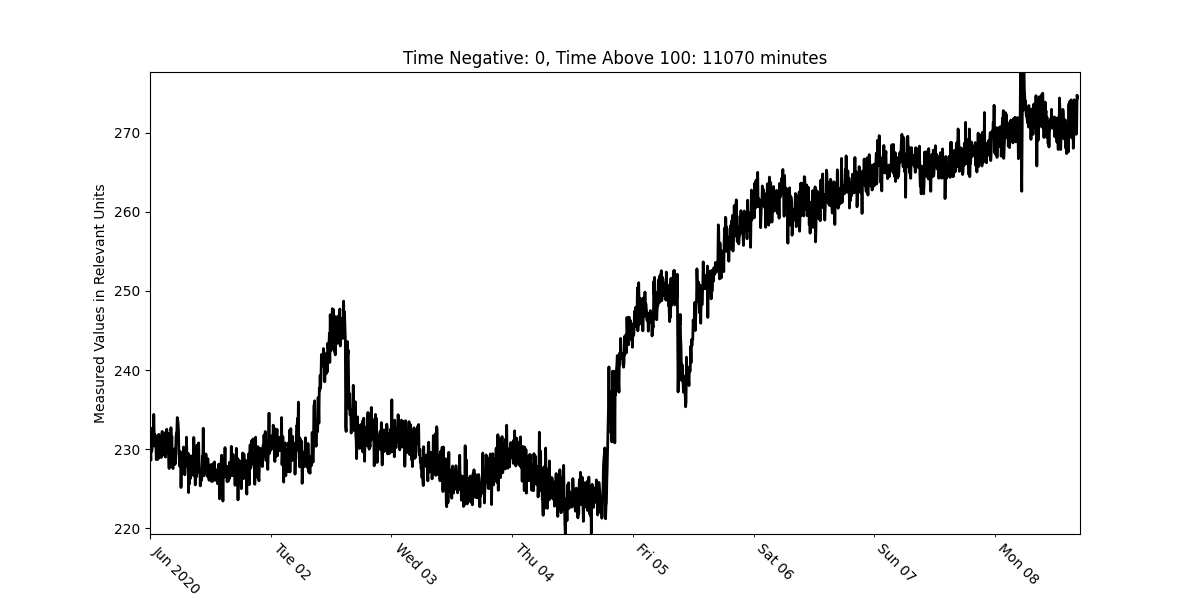 Time Negative: 0, Time Above 100: 11070 minutes
Measured Values in Relevant Units
270
260
250
240
230
220
Jun 2020
Tue 02
Wed 03
Thu 04
Fri 05
Sat 06
Sun 07
Mon 08